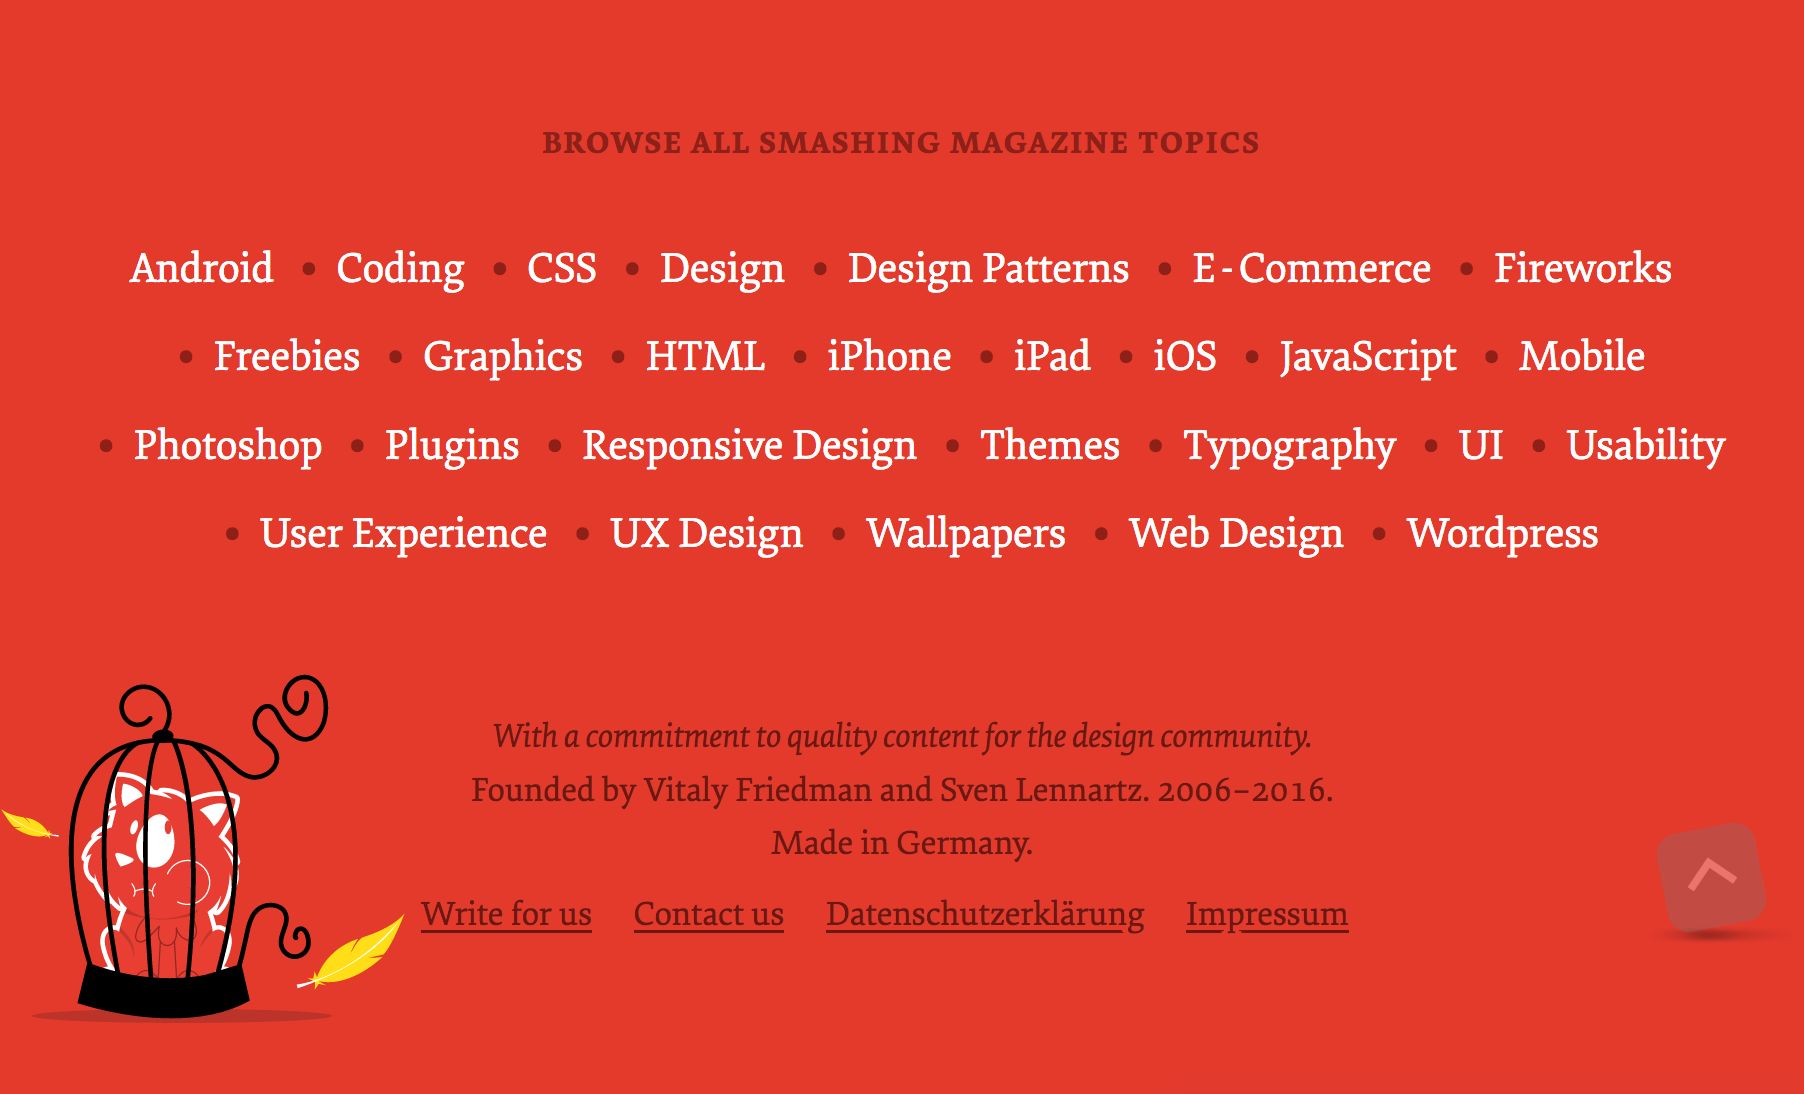 BROWSE ALL SMASHING MAGAZINE TOPICS
Android • Coding • CSS • Design • Design Patterns • E-Commerce • Fireworks
• Freebies • Graphics • HTML • iPhone • iPad • iOS • JavaScript • Mobile
• Photoshop • Plugins • Responsive Design • Themes • Typography • UI • Usability
• User Experience • UX Design • Wallpapers • Web Design • Wordpress
With a commitment to quality content for the design community.
Founded by Vitaly Friedman and Sven Lennartz. 2006–2016.
Made in Germany.
Write for us Contact us Datenschutzerklärung Impressum